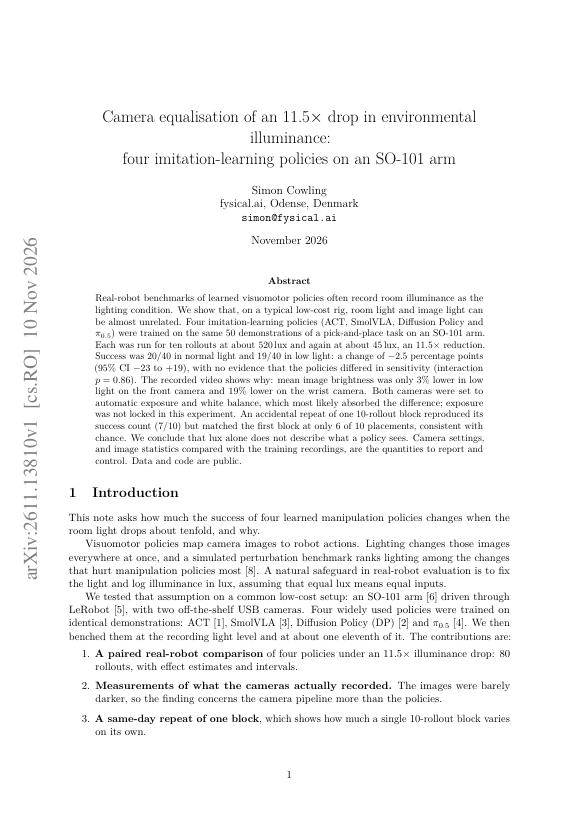 Camera equalisation of an 11.5× drop in environmental
illuminance:
four imitation-learning policies on an SO-101 arm
Simon Cowling
fysical.ai, Odense, Denmark
simon@fysical.ai
November 2026
Abstract
Real-robot benchmarks of learned visuomotor policies often record room illuminance as the
lighting condition. We show that, on a typical low-cost rig, room light and image light can
be almost unrelated. Four imitation-learning policies (ACT, SmolVLA, Diffusion Policy and
π0.5) were trained on the same 50 demonstrations of a pick-and-place task on an SO-101 arm.
Each was run for ten rollouts at about 520 lux and again at about 45 lux, an 11.5× reduction.
Success was 20/40 in normal light and 19/40 in low light: a change of −2.5 percentage points
(95% CI −23 to +19), with no evidence that the policies differed in sensitivity (interaction
p = 0.86). The recorded video shows why: mean image brightness was only 3% lower in low
light on the front camera and 19% lower on the wrist camera. Both cameras were set to
automatic exposure and white balance, which most likely absorbed the difference; exposure
was not locked in this experiment. An accidental repeat of one 10-rollout block reproduced its
success count (7/10) but matched the first block at only 6 of 10 placements, consistent with
chance. We conclude that lux alone does not describe what a policy sees. Camera settings,
and image statistics compared with the training recordings, are the quantities to report and
control. Data and code are public.
1 Introduction
This note asks how much the success of four learned manipulation policies changes when the
room light drops about tenfold, and why.
Visuomotor policies map camera images to robot actions. Lighting changes those images
everywhere at once, and a simulated perturbation benchmark ranks lighting among the changes
that hurt manipulation policies most [8]. A natural safeguard in real-robot evaluation is to fix
the light and log illuminance in lux, assuming that equal lux means equal inputs.
We tested that assumption on a common low-cost setup: an SO-101 arm [6] driven through
LeRobot [5], with two off-the-shelf USB cameras. Four widely used policies were trained on
identical demonstrations: ACT [1], SmolVLA [3], Diffusion Policy (DP) [2] and π0.5 [4]. We then
benched them at the recording light level and at about one eleventh of it. The contributions are:
1. A paired real-robot comparison of four policies under an 11.5× illuminance drop: 80
rollouts, with effect estimates and intervals.
2. Measurements of what the cameras actually recorded. The images were barely
darker, so the finding concerns the camera pipeline more than the policies.
3. A same-day repeat of one block, which shows how much a single 10-rollout block varies
on its own.
1
arXiv:2611.13810v1 [cs.RO] 10 Nov 2026